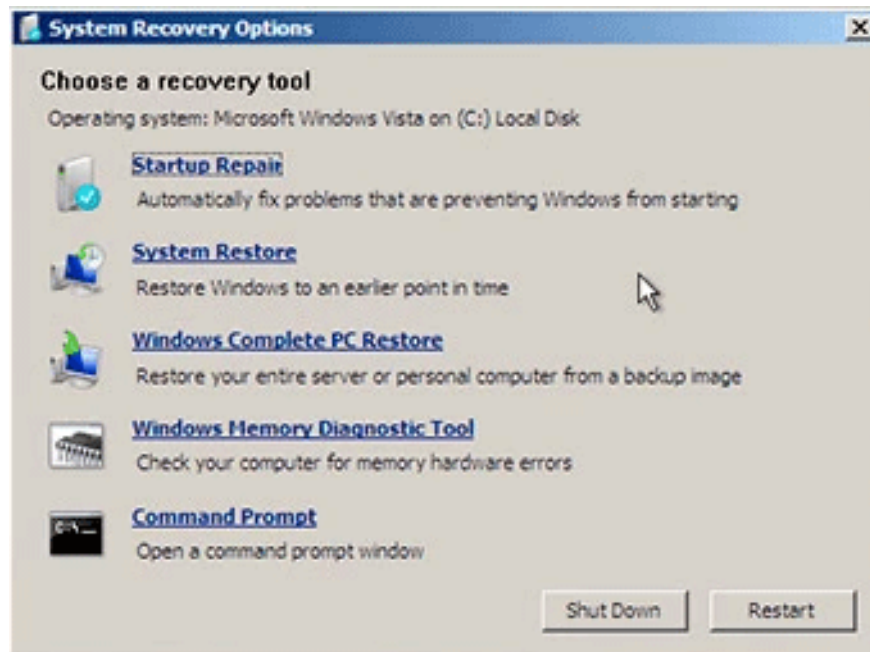 System Recovery Options
Choose a recovery tool
Operating system: Microsoft Windows Vista on (C:) Local Disk
Startup Repair
Automatically fix problems that are preventing Windows from starting
System Restore
Restore Windows to an earlier point in time
Windows Complete PC Restore
Restore your entire server or personal computer from a backup image
Windows Memory Diagnostic Tool
Check your computer for memory hardware errors
Command Prompt
Open a command prompt window
Shut Down
Restart